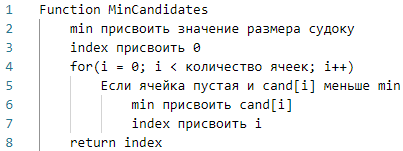 1 Function MinCandidates
2 min присвоить значение размера судоку
3 index присвоить 0
4 for(i = 0; i < количество ячеек; i++)
5 Если ячейка пустая и cand[i] меньше min
6 min присвоить cand[i]
7 index присвоить i
8 return index